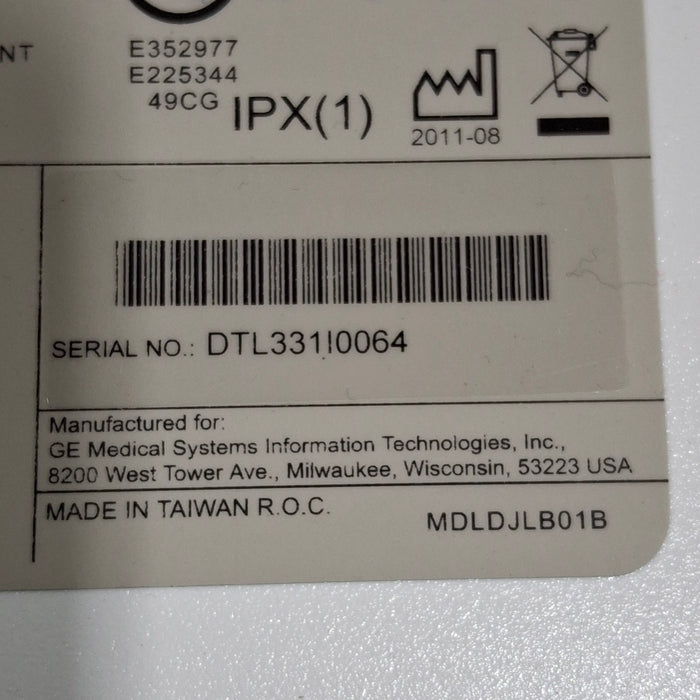 NT
E352977
E225344
49CG
IPX(1)
2011-08
SERIAL NO.: DTL331I0064
Manufactured for:
GE Medical Systems Information Technologies, Inc.,
8200 West Tower Ave., Milwaukee, Wisconsin, 53223 USA
MADE IN TAIWAN R.O.C.
MDLDJLB01B